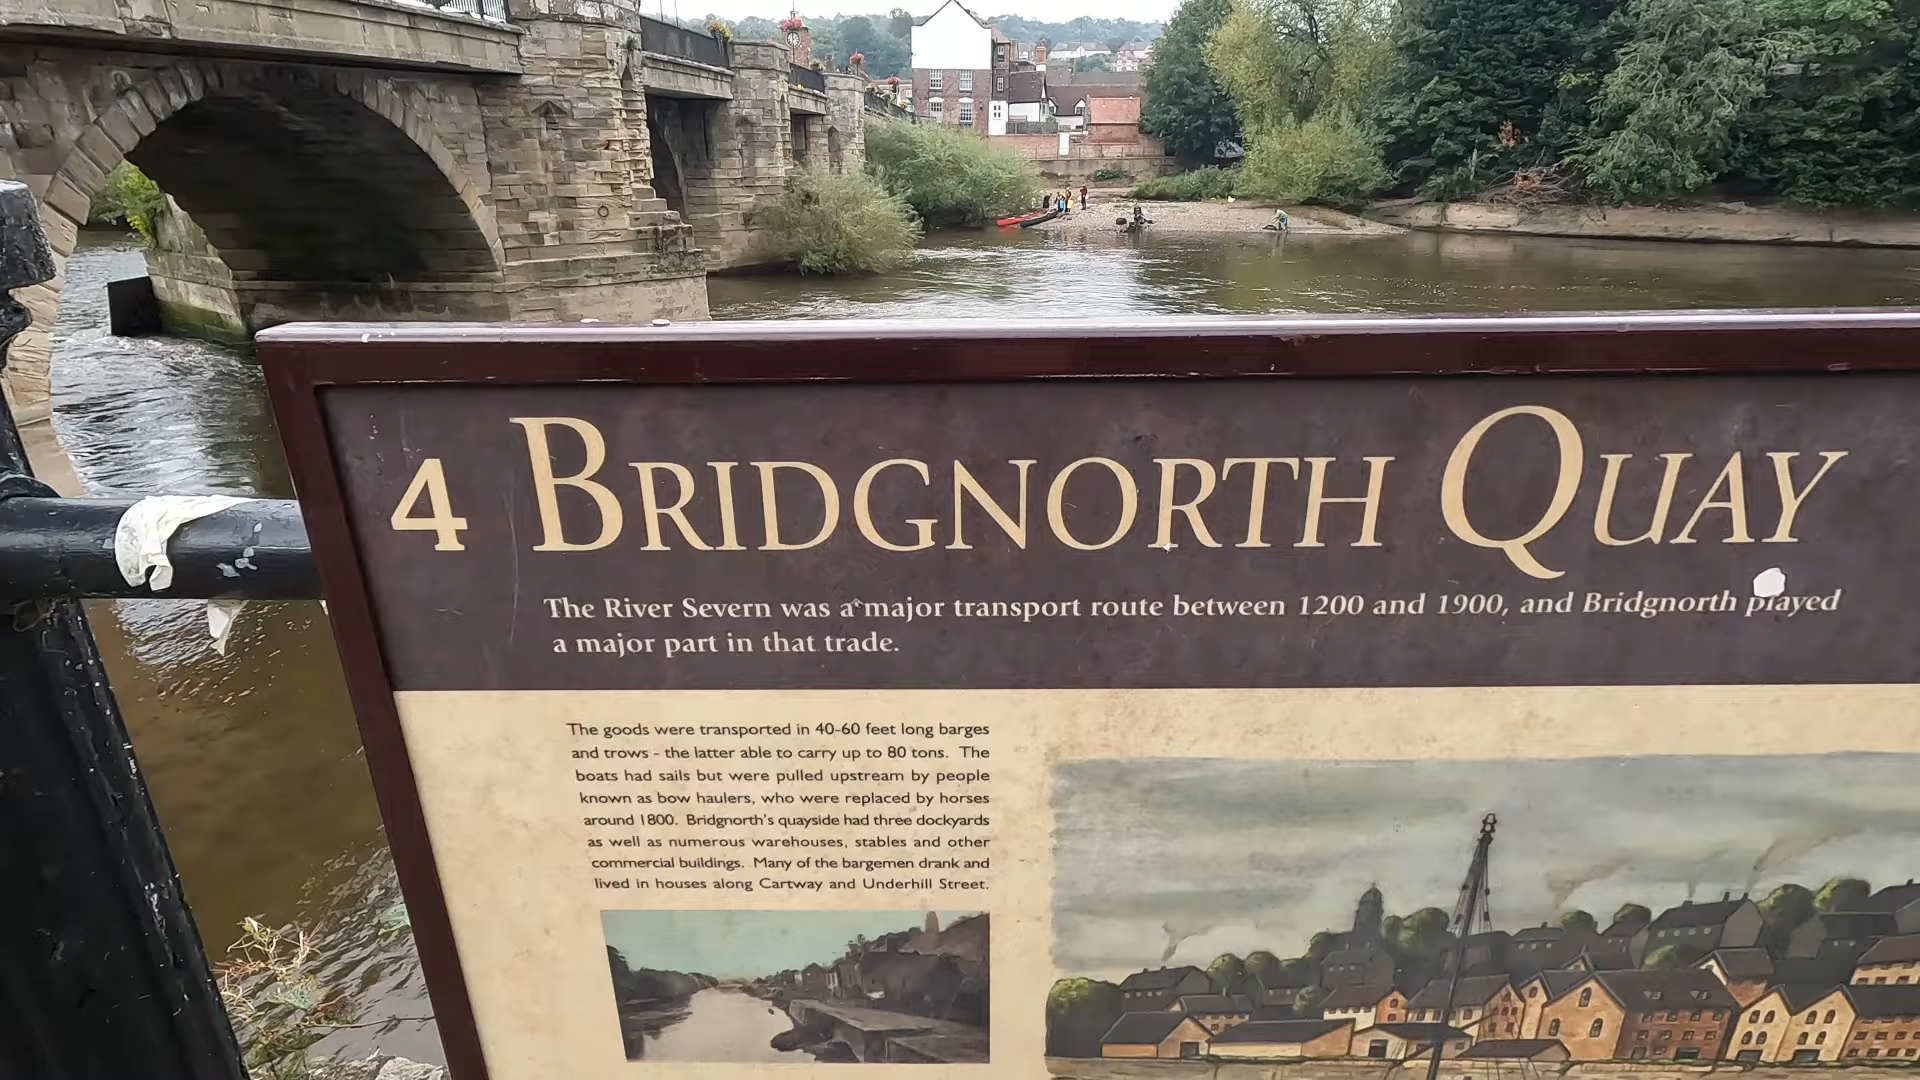 4 BRIDGNORTH QUAY
The River Severn was a major transport route between 1200 and 1900, and Bridgnorth played
a major part in that trade.
The goods were transported in 40-60 feet long barges
and trows - the latter able to carry up to 80 tons. The
boats had sails but were pulled upstream by people
known as bow haulers, who were replaced by horses
around 1800. Bridgnorth's quayside had three dockyards
as well as numerous warehouses, stables and other
commercial buildings. Many of the bargemen drank and
lived in houses along Cartway and Underhill Street.